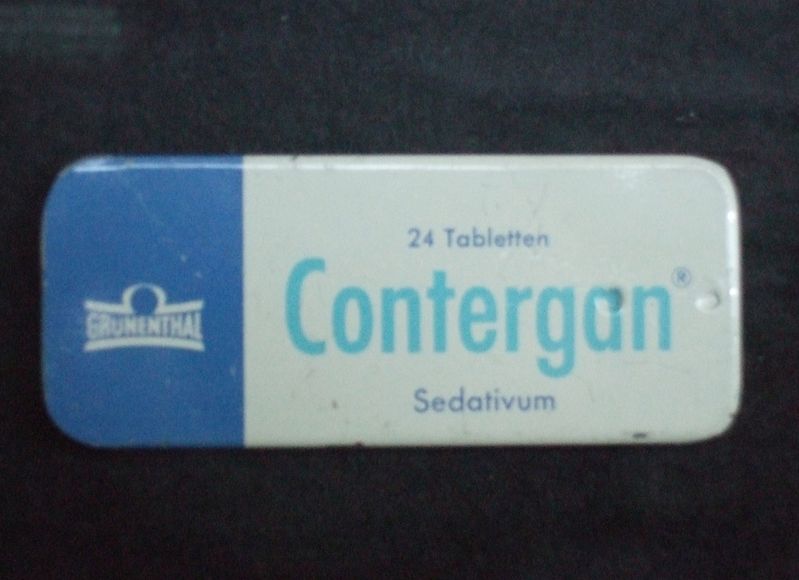 24 Tabletten
Contergan®
Sedativum
GRÜNENTHAL